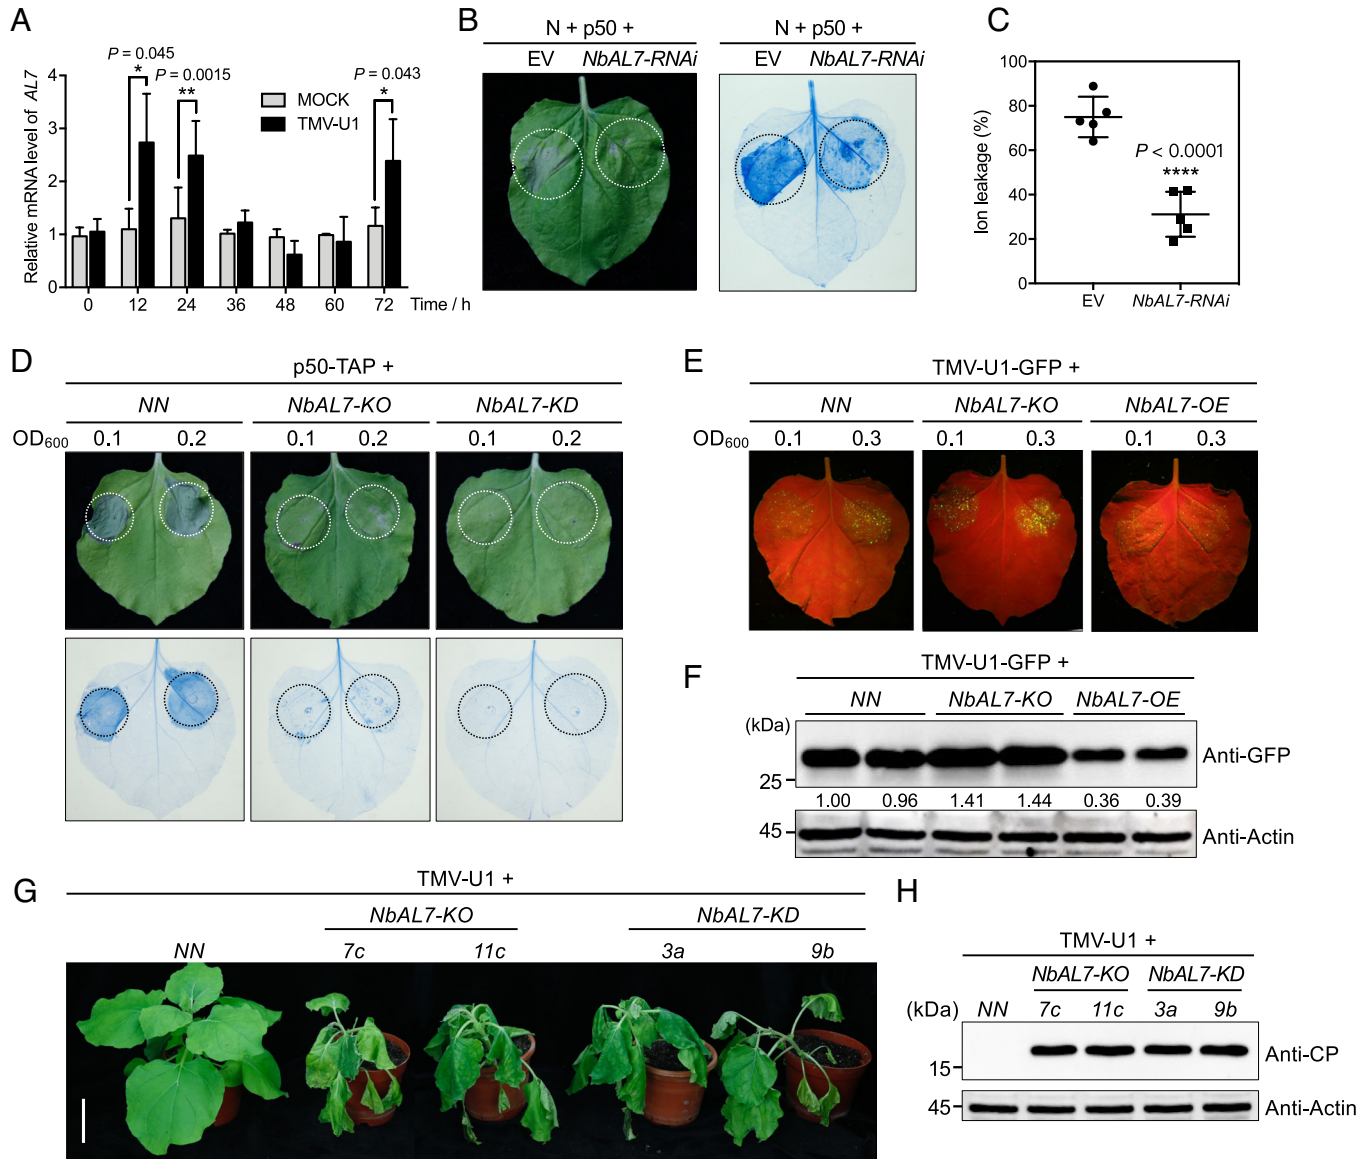 A
Relative mRNA level of AL7
4
3
2
1
0
P = 0.045
*
P = 0.0015
**
P = 0.043
*
MOCK
TMV-U1
0 12 24 36 48 60 72 Time / h
B
N + p50 +
EV NbAL7-RNAi
N + p50 +
EV NbAL7-RNAi
C
Ion leakage (%)
100
80
60
40
20
0
P < 0.0001
****
EV NbAL7-RNAi
D
p50-TAP +
NN NbAL7-KO NbAL7-KD
OD600 0.1 0.2 0.1 0.2 0.1 0.2
E
TMV-U1-GFP +
NN NbAL7-KO NbAL7-OE
OD600 0.1 0.3 0.1 0.3 0.1 0.3
F
TMV-U1-GFP +
NN NbAL7-KO NbAL7-OE
(kDa)
25
Anti-GFP
1.00 0.96 1.41 1.44 0.36 0.39
45
Anti-Actin
G
TMV-U1 +
NbAL7-KO NbAL7-KD
NN 7c 11c 3a 9b
H
TMV-U1 +
NbAL7-KO NbAL7-KD
(kDa) NN 7c 11c 3a 9b
15
Anti-CP
45
Anti-Actin